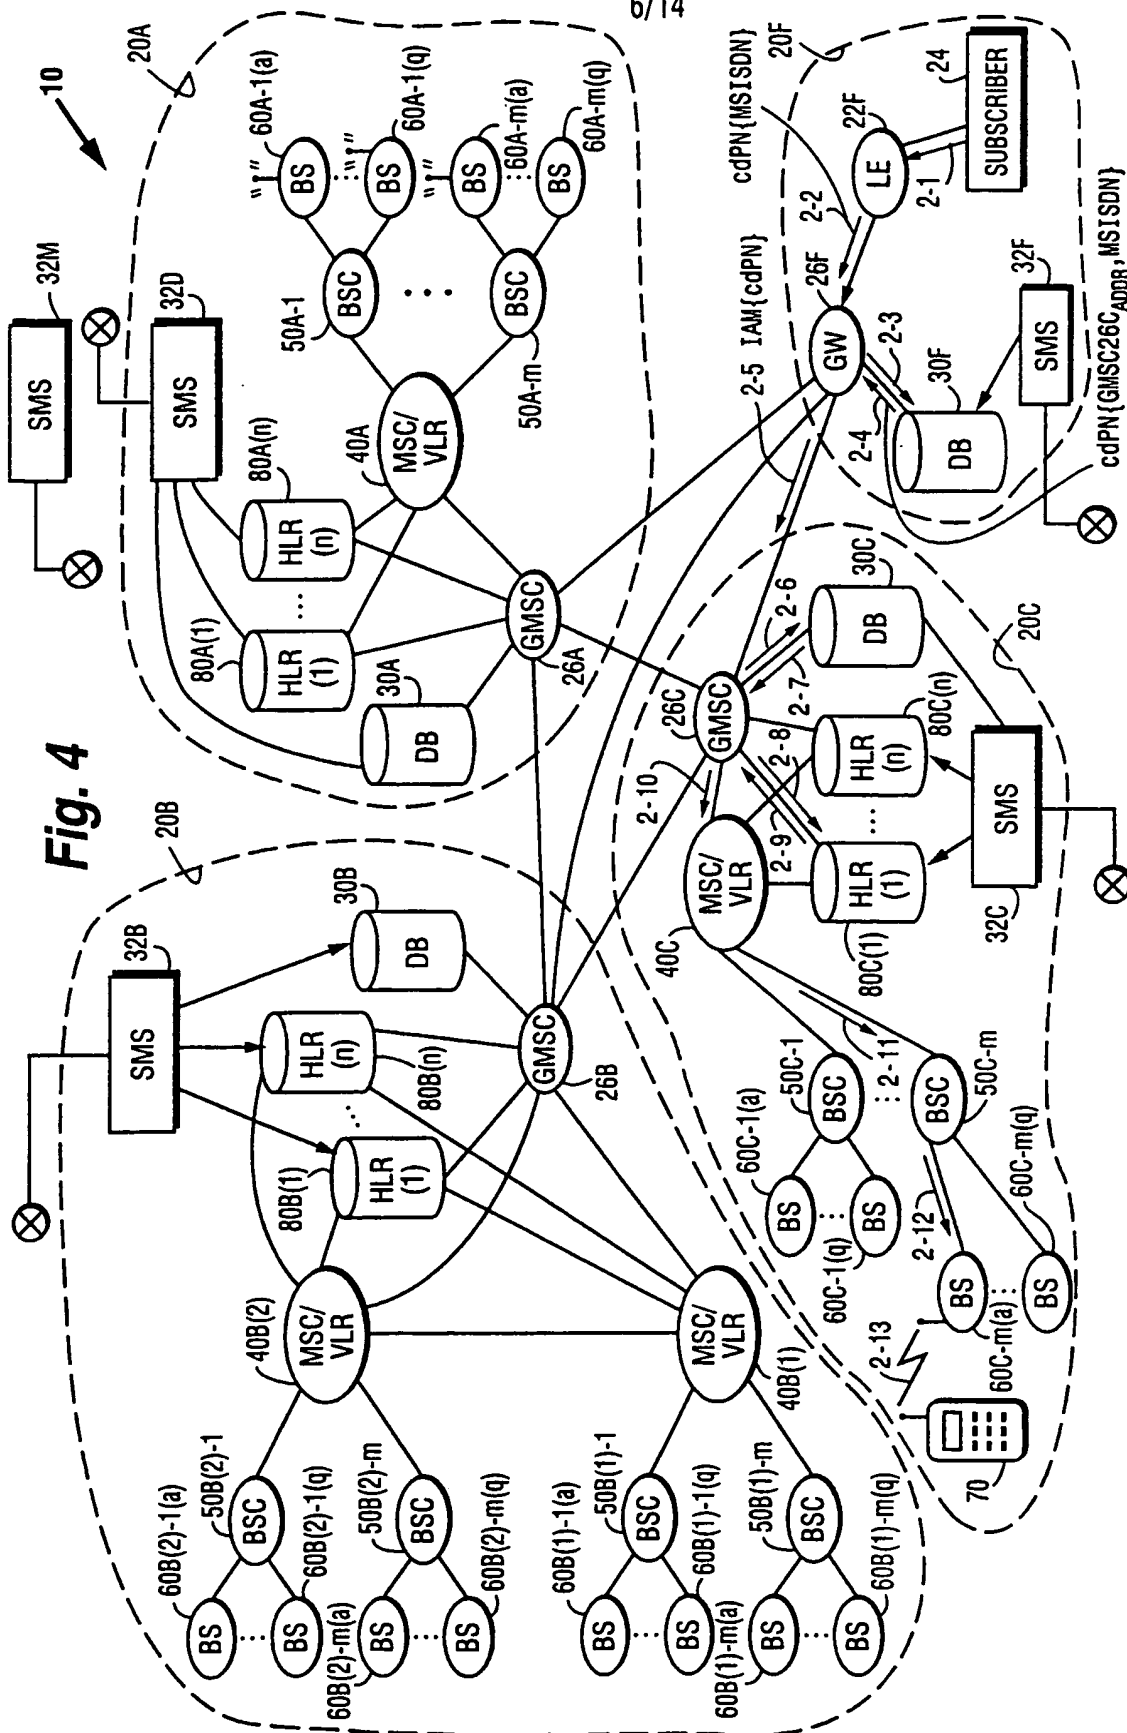 6/14
Fig. 4
10
32M
SMS
20A
32D
SMS
80A(1)
HLR
(1)
...
80A(n)
HLR
(n)
30A
DB
GMSC
26A
40A
MSC/
VLR
50A-1
BSC
BSC
50A-m
60A-1(a)
BS
BS
60A-1(q)
60A-m(a)
BS
BS
60A-m(q)
20B
32B
SMS
30B
DB
HLR
(n)
80B(n)
80B(1)
HLR
(1)
GMSC
26B
40B(2)
MSC/
VLR
MSC/
VLR
40B(1)
50B(2)-1
BSC
50B(2)-m
BSC
60B(2)-1(a)
BS
BS
60B(2)-1(q)
60B(2)-m(a)
BS
BS
60B(2)-m(q)
50B(1)-1
BSC
50B(1)-m
BSC
60B(1)-1(a)
BS
BS
60B(1)-1(q)
60B(1)-m(a)
BS
BS
60B(1)-m(q)
20F
24
SUBSCRIBER
2-1
22F
LE
cdPN{MSISDN}
2-2
26F
GW
2-3
2-4
30F
DB
32F
SMS
cdPN{GMSC26CADDR, MSISDN}
2-5 IAM{cdPN}
20C
26C
GMSC
2-6
2-7
30C
DB
2-8
2-9
2-10
80C(n)
HLR
(n)
...
HLR
(1)
80C(1)
SMS
32C
MSC/
VLR
40C
2-11
50C-1
BSC
BSC
50C-m
60C-1(a)
BS
BS
60C-1(q)
2-12
60C-m(q)
BS
BS
60C-m(a)
2-13
70